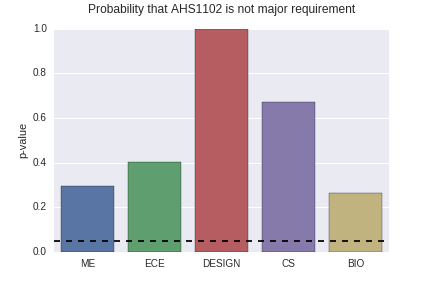 Probability that AHS1102 is not major requirement
1.0
0.8
0.6
0.4
0.2
0.0
p-value
ME ECE DESIGN CS BIO